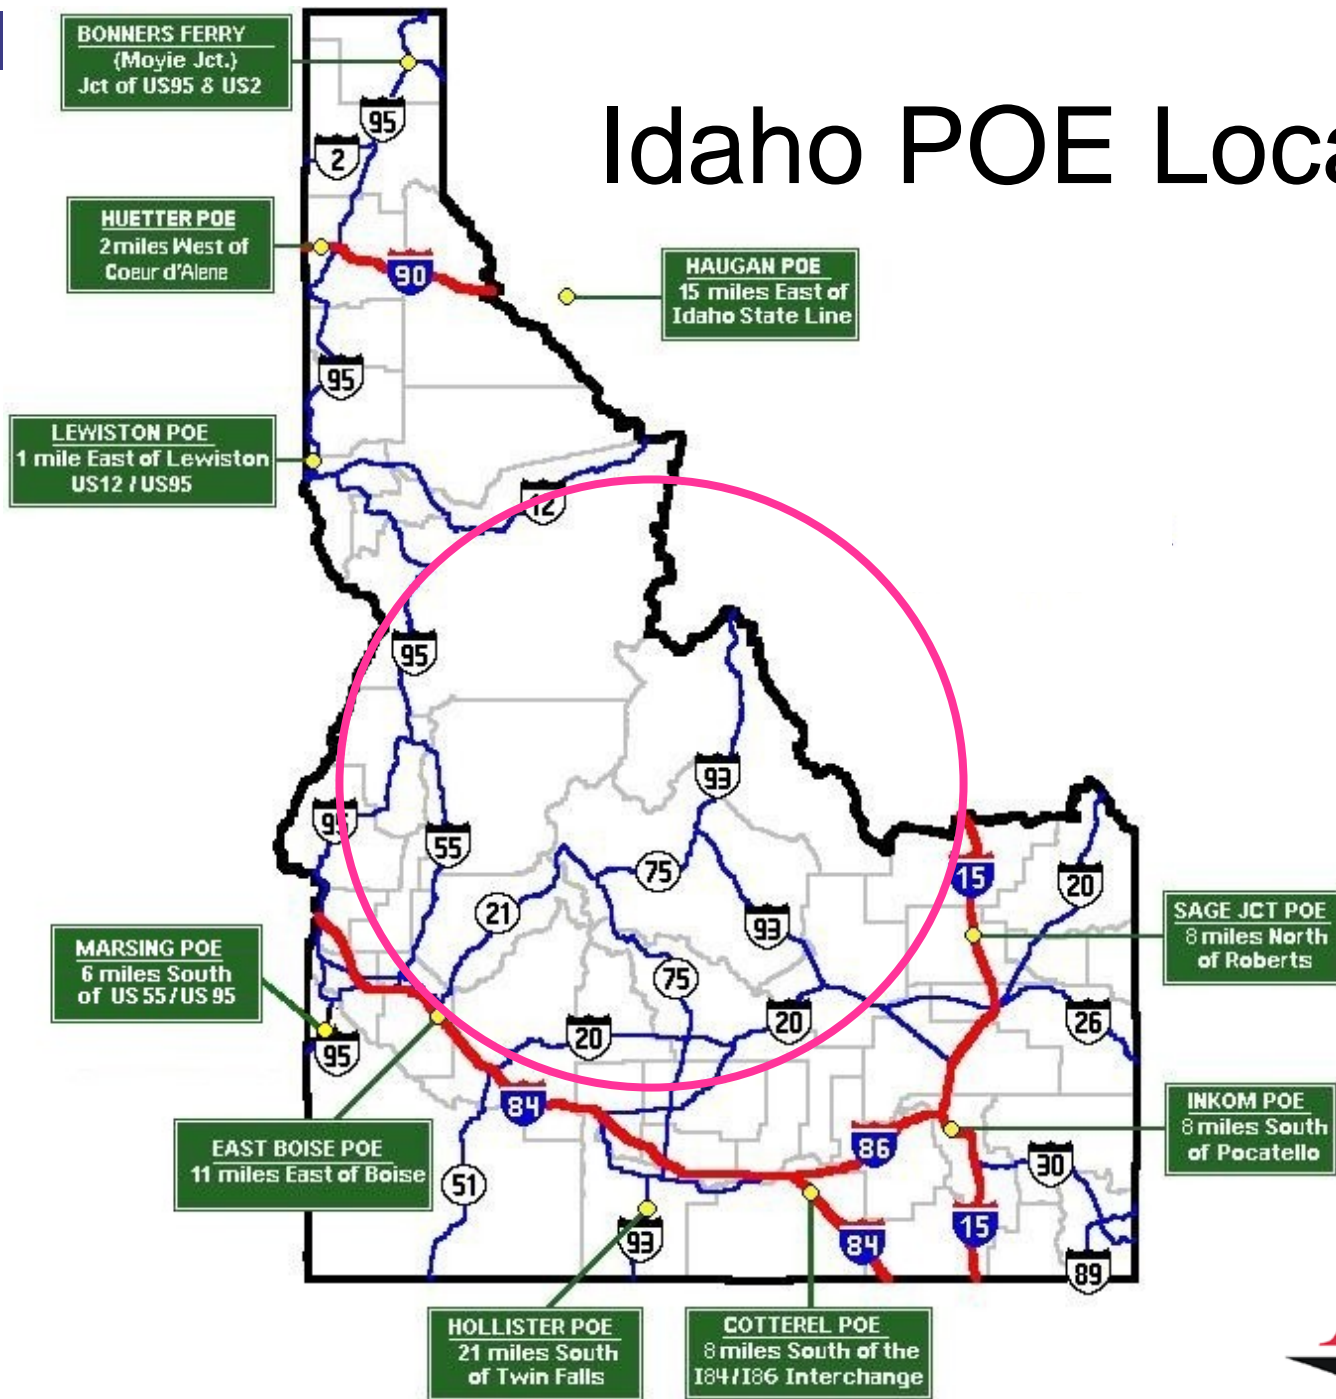 Idaho POE Loca
BONNERS FERRY
(Moyie Jct.)
Jct of US95 & US2
95
2
HUETTER POE
2 miles West of
Coeur d'Alene
90
HAUGAN POE
15 miles East of
Idaho State Line
95
LEWISTON POE
1 mile East of Lewiston
US12 / US95
12
95
93
95
55
75
15
20
21
93
SAGE JCT POE
8 miles North
of Roberts
MARSING POE
6 miles South
of US 55 / US 95
75
95
20
20
26
84
INKOM POE
8 miles South
of Pocatello
EAST BOISE POE
11 miles East of Boise
86
30
51
93
84
15
89
HOLLISTER POE
21 miles South
of Twin Falls
COTTEREL POE
8 miles South of the
I84/I86 Interchange